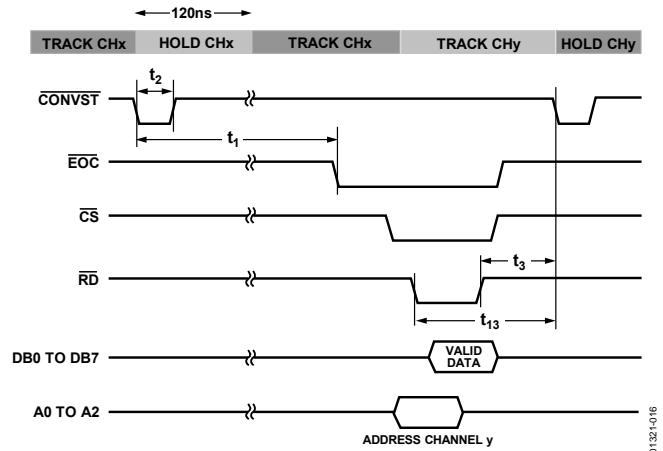 120ns
TRACK CHx HOLD CHx TRACK CHx TRACK CHy HOLD CHy
t2
CONVST
t1
EOC
CS
t3
RD
t13
DB0 TO DB7
VALID
DATA
A0 TO A2
ADDRESS CHANNEL y
01321-016